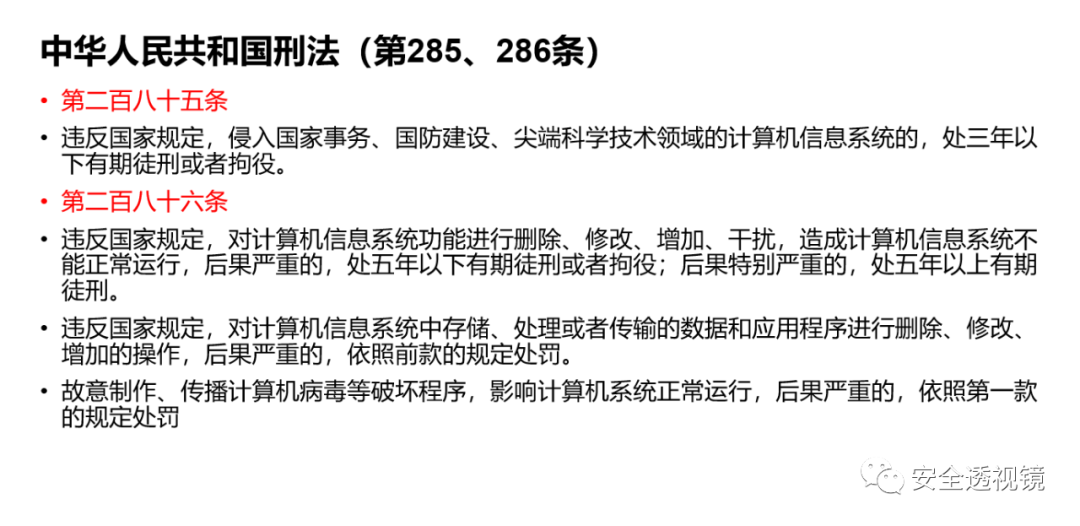 中华人民共和国刑法（第285、286条）
• 第二百八十五条
• 违反国家规定，侵入国家事务、国防建设、尖端科学技术领域的计算机信息系统的，处三年以
下有期徒刑或者拘役。
• 第二百八十六条
• 违反国家规定，对计算机信息系统功能进行删除、修改、增加、干扰，造成计算机信息系统不
能正常运行，后果严重的，处五年以下有期徒刑或者拘役；后果特别严重的，处五年以上有期
徒刑。
• 违反国家规定，对计算机信息系统中存储、处理或者传输的数据和应用程序进行删除、修改、
增加的操作，后果严重的，依照前款的规定处罚。
• 故意制作、传播计算机病毒等破坏程序，影响计算机系统正常运行，后果严重的，依照第一款
的规定处罚
安全透视镜